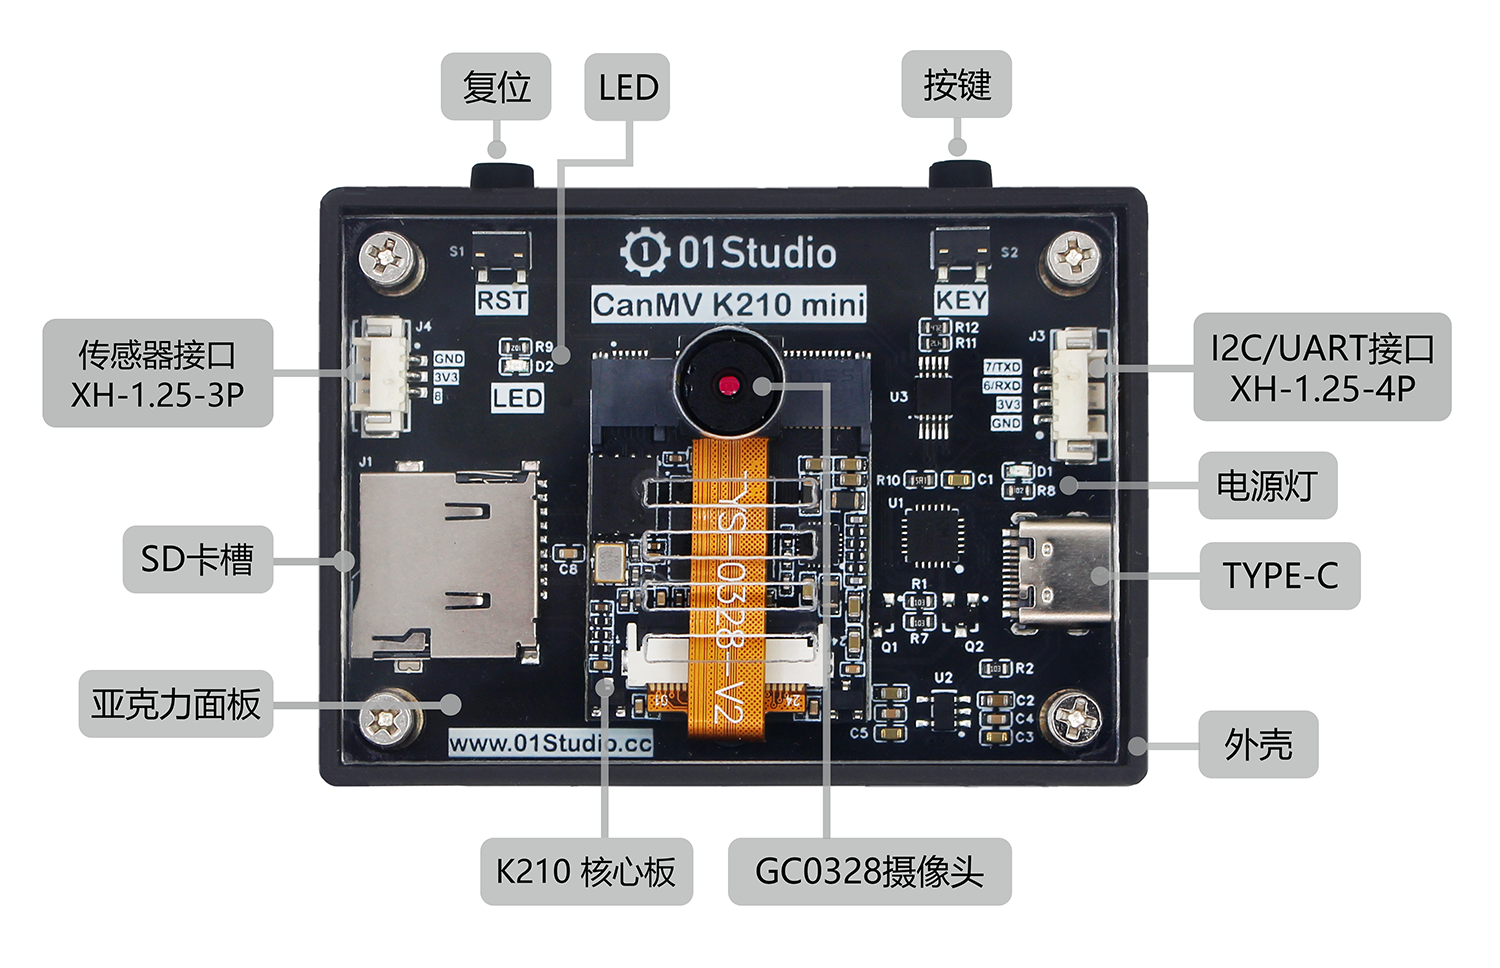 复位
LED
按键
01Studio
S1
S2
RST
CanMV K210 mini
KEY
传感器接口
XH-1.25-3P
J4
GND
3V3
8
R9
D2
LED
R12
R11
U3
J3
7/TXD
6/RXD
3V3
GND
I2C/UART接口
XH-1.25-4P
J1
R10
C1
U1
D1
R8
电源灯
SD卡槽
C8
TYPE-C
R1
103
103
R7
Q1
Q2
YS-0328-V2
R2
103
U2
C2
C4
C3
C5
亚克力面板
24
www.01Studio.cc
外壳
K210 核心板
GC0328摄像头